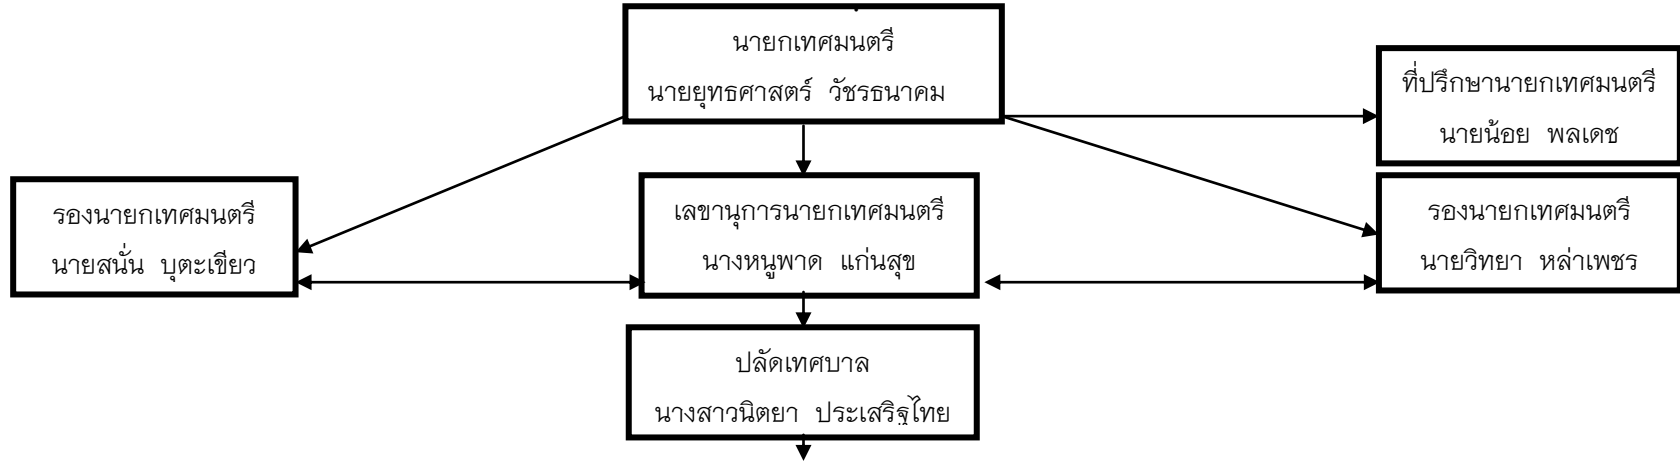 นายกเทศมนตรี
นายยุทธศาสตร์ วัชรธนาคม
ที่ปรึกษานายกเทศมนตรี
นายน้อย พลเดช
รองนายกเทศมนตรี
นายสนั่น บุตะเขียว
เลขานุการนายกเทศมนตรี
นางหนูพาด แก่นสุข
รองนายกเทศมนตรี
นายวิทยา หล่าเพชร
ปลัดเทศบาล
นางสาวนิตยา ประเสริฐไทย